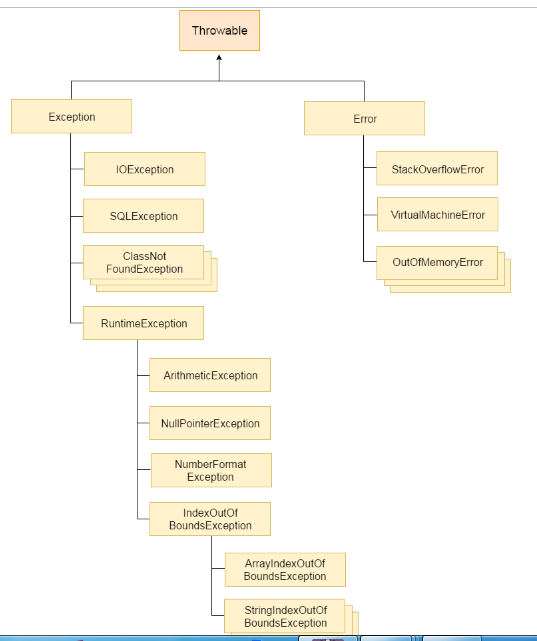 Throwable
Exception
Error
IOException
StackOverflowError
SQLException
VirtualMachineError
ClassNot
FoundException
OutOfMemoryError
RuntimeException
ArithmeticException
NullPointerException
NumberFormat
Exception
IndexOutOf
BoundsException
ArrayIndexOutOf
BoundsException
StringIndexOutOf
BoundsException